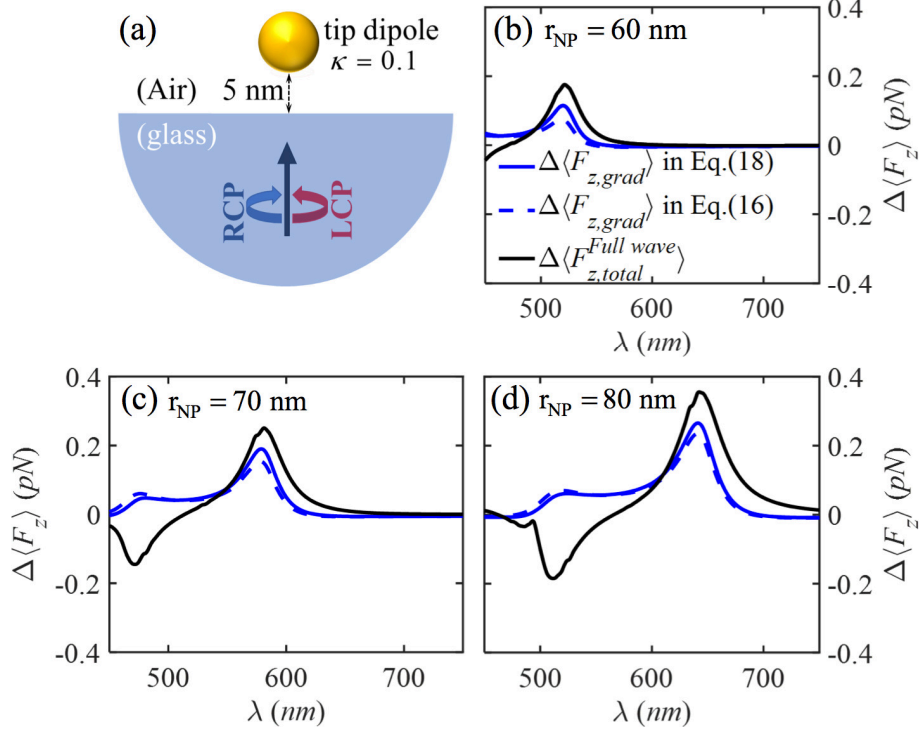 (a)
tip dipole
κ = 0.1
(Air)
5 nm
(glass)
RCP
LCP
(b) r_NP = 60 nm
0.4
0.2
0
-0.2
-0.4
Δ⟨F_z⟩ (pN)
Δ⟨F_z,grad⟩ in Eq.(18)
Δ⟨F_z,grad⟩ in Eq.(16)
Δ⟨F_z,total^Full wave⟩
500 600 700
λ (nm)
(c) r_NP = 70 nm
0.4
0.2
0
-0.2
-0.4
Δ⟨F_z⟩ (pN)
500 600 700
λ (nm)
(d) r_NP = 80 nm
0.4
0.2
0
-0.2
-0.4
Δ⟨F_z⟩ (pN)
500 600 700
λ (nm)